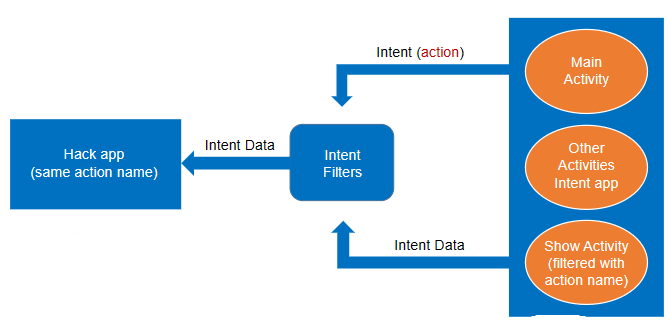 Intent (action)
Main
Activity
Hack app
(same action name)
Intent Data
Intent
Filters
Other
Activities
Intent app
Intent Data
Show Activity
(filtered with
action name)